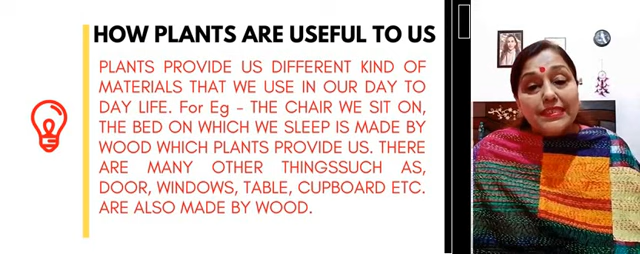 HOW PLANTS ARE USEFUL TO US
PLANTS PROVIDE US DIFFERENT KIND OF
MATERIALS THAT WE USE IN OUR DAY TO
DAY LIFE. For Eg - THE CHAIR WE SIT ON,
THE BED ON WHICH WE SLEEP IS MADE BY
WOOD WHICH PLANTS PROVIDE US. THERE
ARE MANY OTHER THINGSSUCH AS,
DOOR, WINDOWS, TABLE, CUPBOARD ETC.
ARE ALSO MADE BY WOOD.